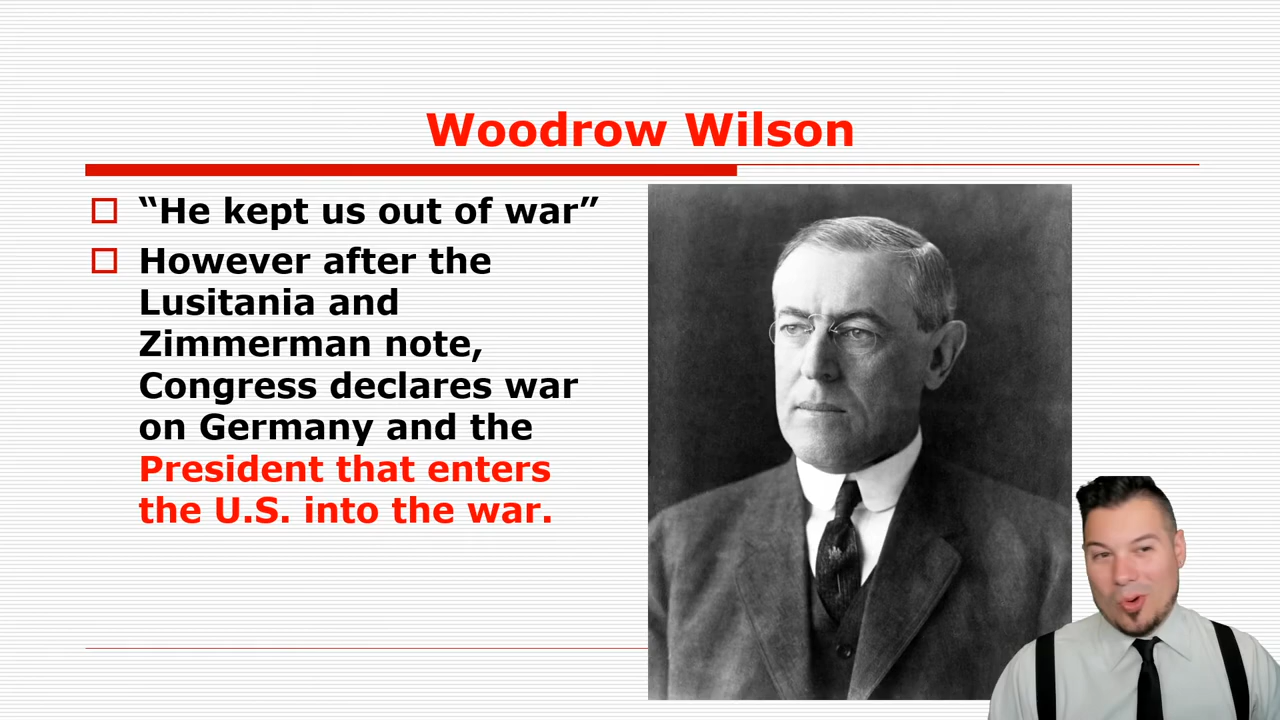 Woodrow Wilson
“He kept us out of war”
However after the
Lusitania and
Zimmerman note,
Congress declares war
on Germany and the
President that enters
the U.S. into the war.